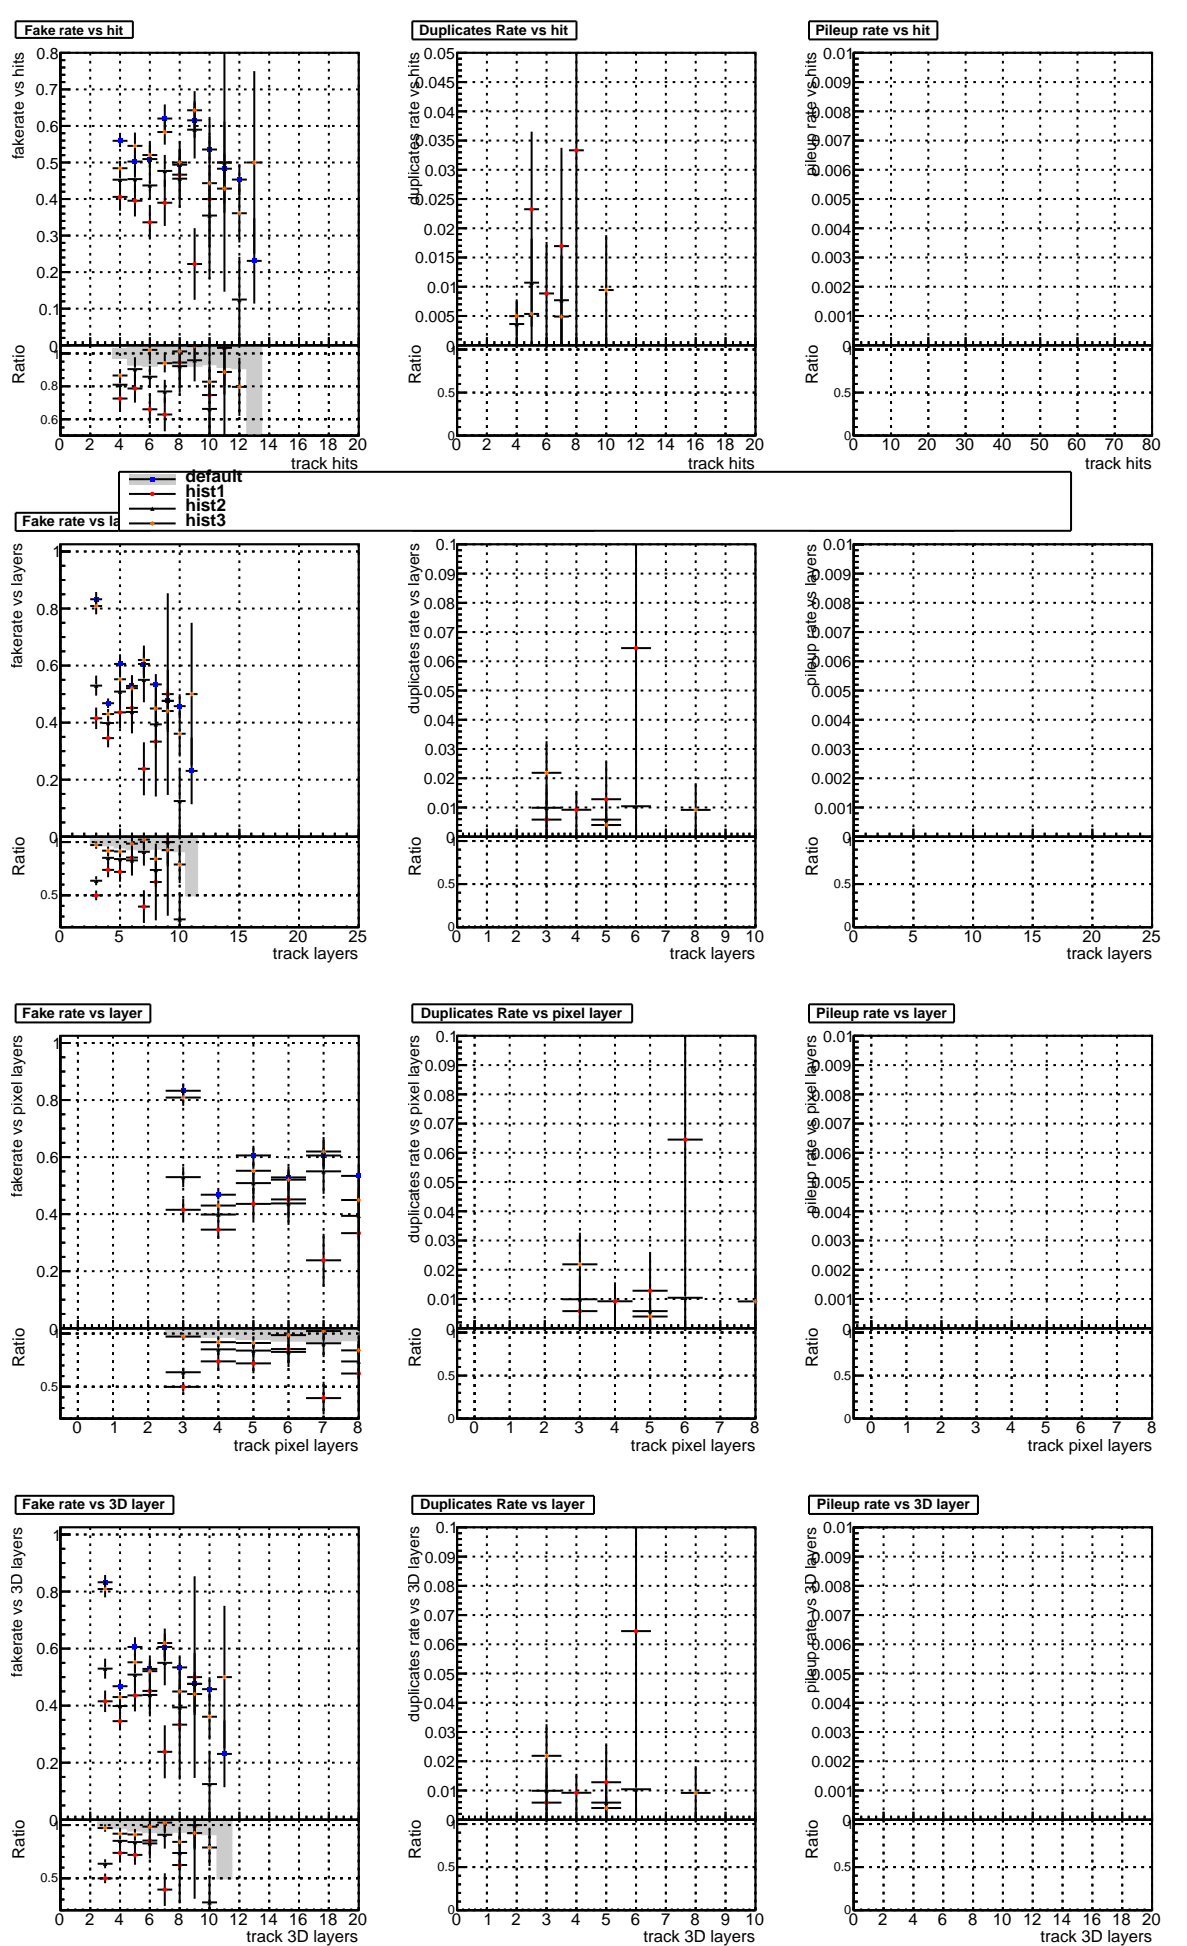 Fake rate vs hit
Duplicates Rate vs hit
Pileup rate vs hit
fakerate vs hits
0.8
0.7
0.6
0.5
0.4
0.3
0.2
0.1
0
Ratio
0.8
0.6
0 2 4 6 8 10 12 14 16 18 20
track hits
duplicates rate vs hits
0.05
0.045
0.04
0.035
0.03
0.025
0.02
0.015
0.01
0.005
0
Ratio
1
0.5
0
0 2 4 6 8 10 12 14 16 18 20
track hits
pileup rate vs hits
0.01
0.009
0.008
0.007
0.006
0.005
0.004
0.003
0.002
0.001
0
Ratio
1
0.5
0
0 10 20 30 40 50 60 70 80
track hits
default
hist1
hist2
hist3
Fake rate vs la
fakerate vs layers
1
0.8
0.6
0.4
0.2
0
Ratio
0.5
0 5 10 15 20 25
track layers
duplicates rate vs layers
0.1
0.09
0.08
0.07
0.06
0.05
0.04
0.03
0.02
0.01
0
Ratio
1
0.5
0
0 1 2 3 4 5 6 7 8 9 10
track layers
pileup rate vs layers
0.01
0.009
0.008
0.007
0.006
0.005
0.004
0.003
0.002
0.001
0
Ratio
1
0.5
0
0 5 10 15 20 25
track layers
Fake rate vs layer
Duplicates Rate vs pixel layer
Pileup rate vs layer
fakerate vs pixel layers
1
0.8
0.6
0.4
0.2
0
Ratio
0.5
0 1 2 3 4 5 6 7 8
track pixel layers
duplicates rate vs pixel layers
0.1
0.09
0.08
0.07
0.06
0.05
0.04
0.03
0.02
0.01
0
Ratio
1
0.5
0
0 1 2 3 4 5 6 7 8
track pixel layers
pileup rate vs pixel layers
0.01
0.009
0.008
0.007
0.006
0.005
0.004
0.003
0.002
0.001
0
Ratio
1
0.5
0
0 1 2 3 4 5 6 7 8
track pixel layers
Fake rate vs 3D layer
Duplicates Rate vs layer
Pileup rate vs 3D layer
fakerate vs 3D layers
1
0.8
0.6
0.4
0.2
0
Ratio
0.5
0 2 4 6 8 10 12 14 16 18 20
track 3D layers
duplicates rate vs 3D layers
0.1
0.09
0.08
0.07
0.06
0.05
0.04
0.03
0.02
0.01
0
Ratio
1
0.5
0
0 1 2 3 4 5 6 7 8 9 10
track 3D layers
pileup rate vs 3D layers
0.01
0.009
0.008
0.007
0.006
0.005
0.004
0.003
0.002
0.001
0
Ratio
1
0.5
0
0 2 4 6 8 10 12 14 16 18 20
track 3D layers